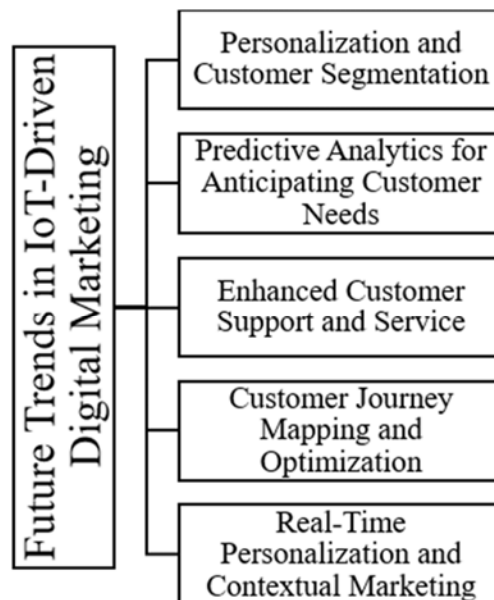 Future Trends in IoT-Driven
Digital Marketing
Personalization and
Customer Segmentation
Predictive Analytics for
Anticipating Customer
Needs
Enhanced Customer
Support and Service
Customer Journey
Mapping and
Optimization
Real-Time
Personalization and
Contextual Marketing